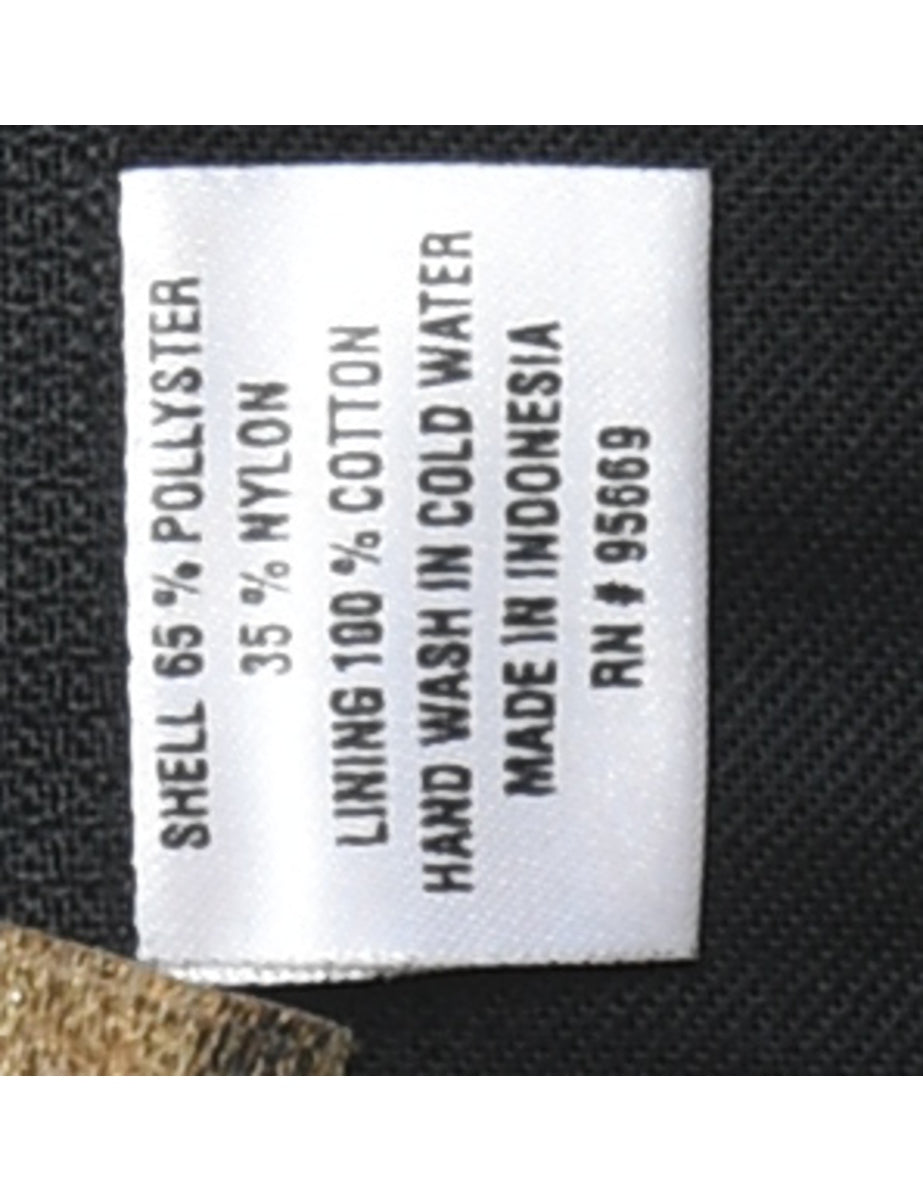 SHELL 65 % POLLYSTER
35 % NYLON
LINING 100 % COTTON
HAND WASH IN COLD WATER
MADE IN INDONESIA
RN # 95669